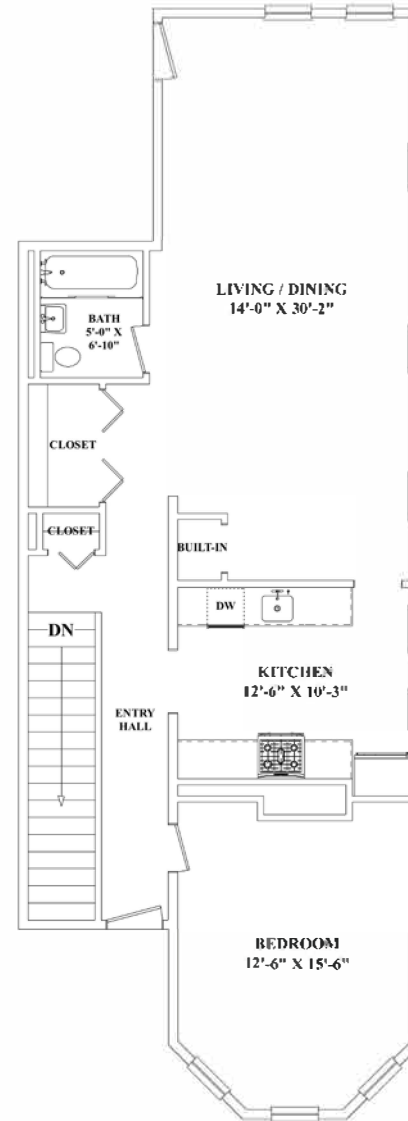 LIVING / DINING
14'-0" X 30'-2"
BATH
5'-0" X
6'-10"
CLOSET
CLOSET
BUILT-IN
DW
DN
KITCHEN
12'-6" X 10'-3"
ENTRY
HALL
BEDROOM
12'-6" X 15'-6"